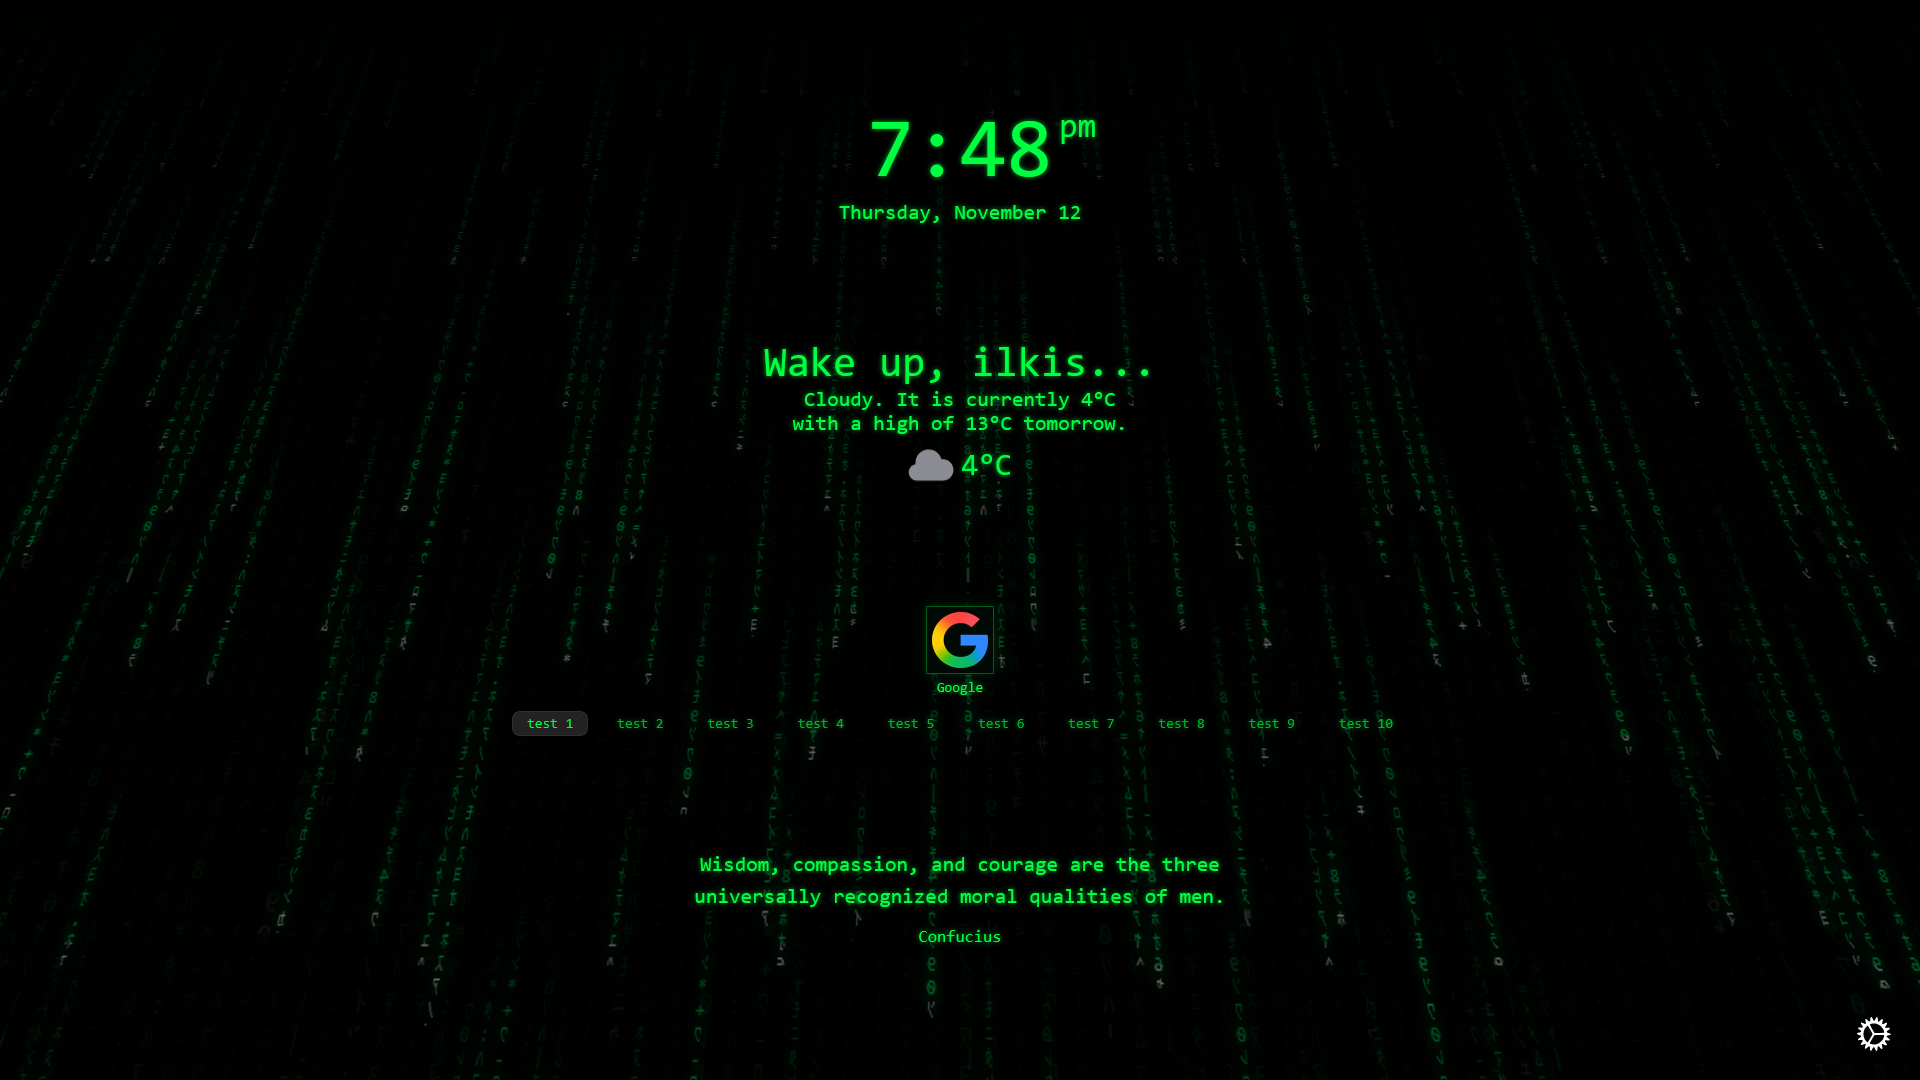 7:48 pm
Thursday, November 12
Wake up, ilkis...
Cloudy. It is currently 4°C
with a high of 13°C tomorrow.
4°C
Google
test 1 test 2 test 3 test 4 test 5 test 6 test 7 test 8 test 9 test 10
Wisdom, compassion, and courage are the three
universally recognized moral qualities of men.
Confucius